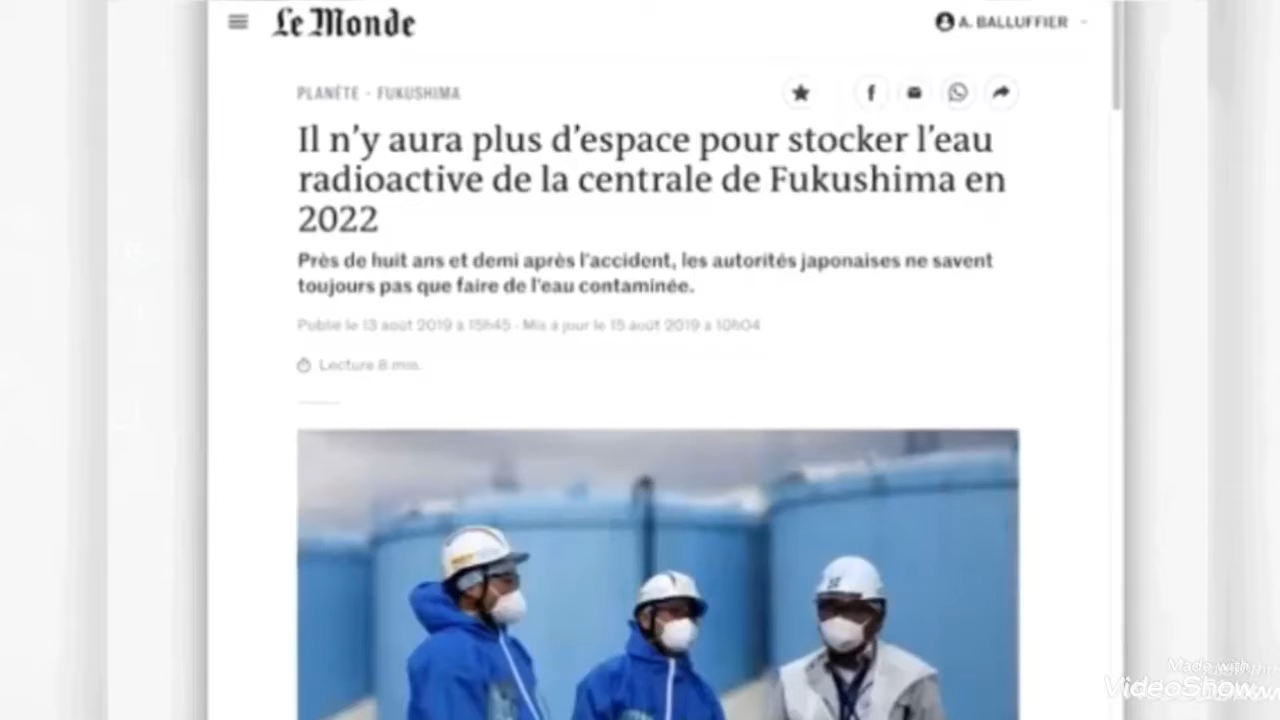 Le Monde
A. BALLUFFIER
PLANÈTE - FUKUSHIMA
Il n'y aura plus d'espace pour stocker l'eau
radioactive de la centrale de Fukushima en
2022
Près de huit ans et demi après l'accident, les autorités japonaises ne savent
toujours pas que faire de l'eau contaminée.
Publié le 13 août 2019 à 15h45 - Mis à jour le 15 août 2019 à 10h04
Lecture 8 min.
Made with
VideoShow